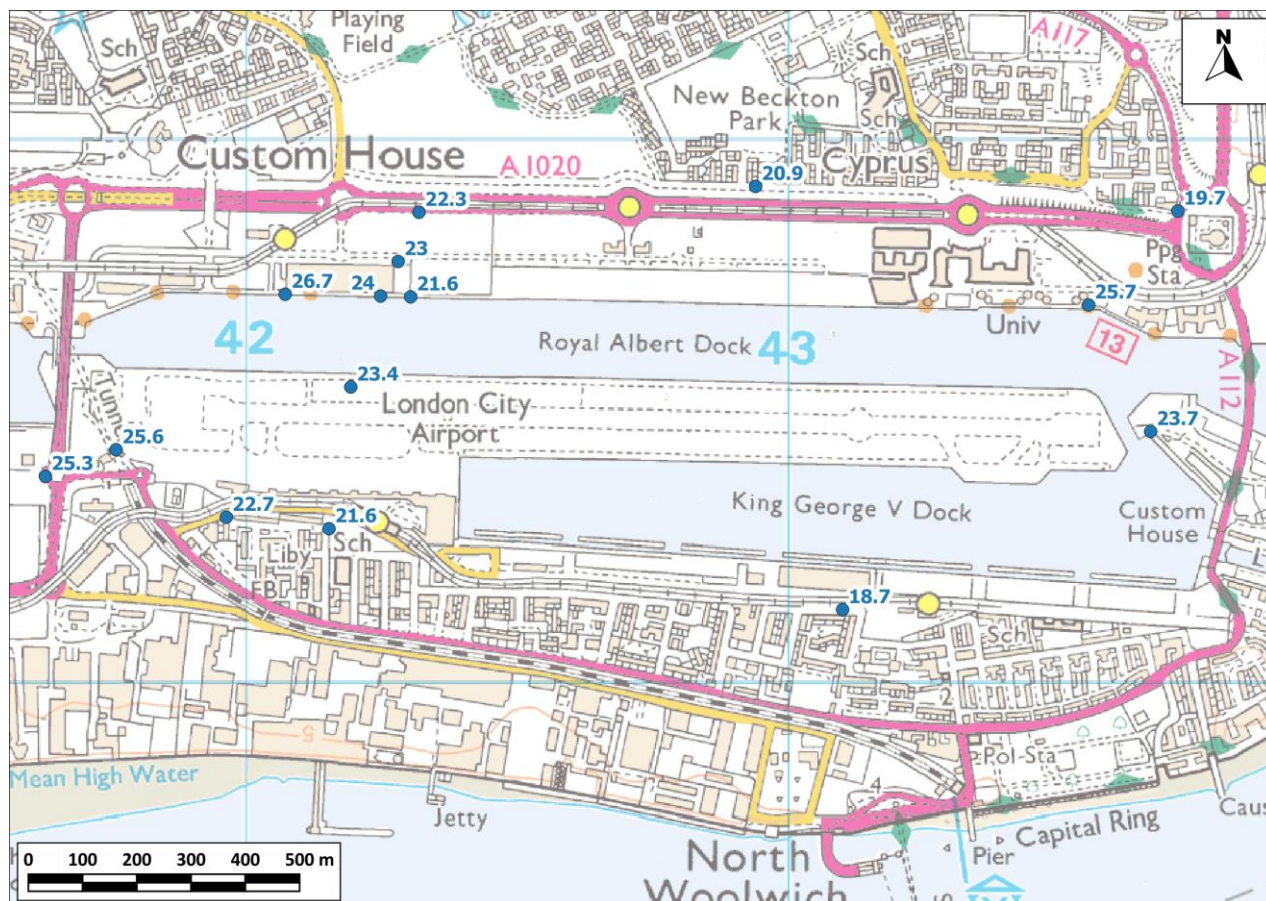 Playing
Field
Sch
Sch
A117
N
New Beckton
Park
Sch
Custom House
A1020
Cyprus
20.9
22.3
19.7
23
Ppg
Sta
26.7
24
21.6
25.7
Univ
13
42
Royal Albert Dock
43
A112
Tunnel
23.4
London City
Airport
23.7
25.6
25.3
King George V Dock
Custom
House
22.7
21.6
Sch
Liby
FB
18.7
Sch
2
5
Pol Sta
Mean High Water
4
Jetty
Capital Ring
Caus
Pier
North
Woolwich
0 100 200 300 400 500 m